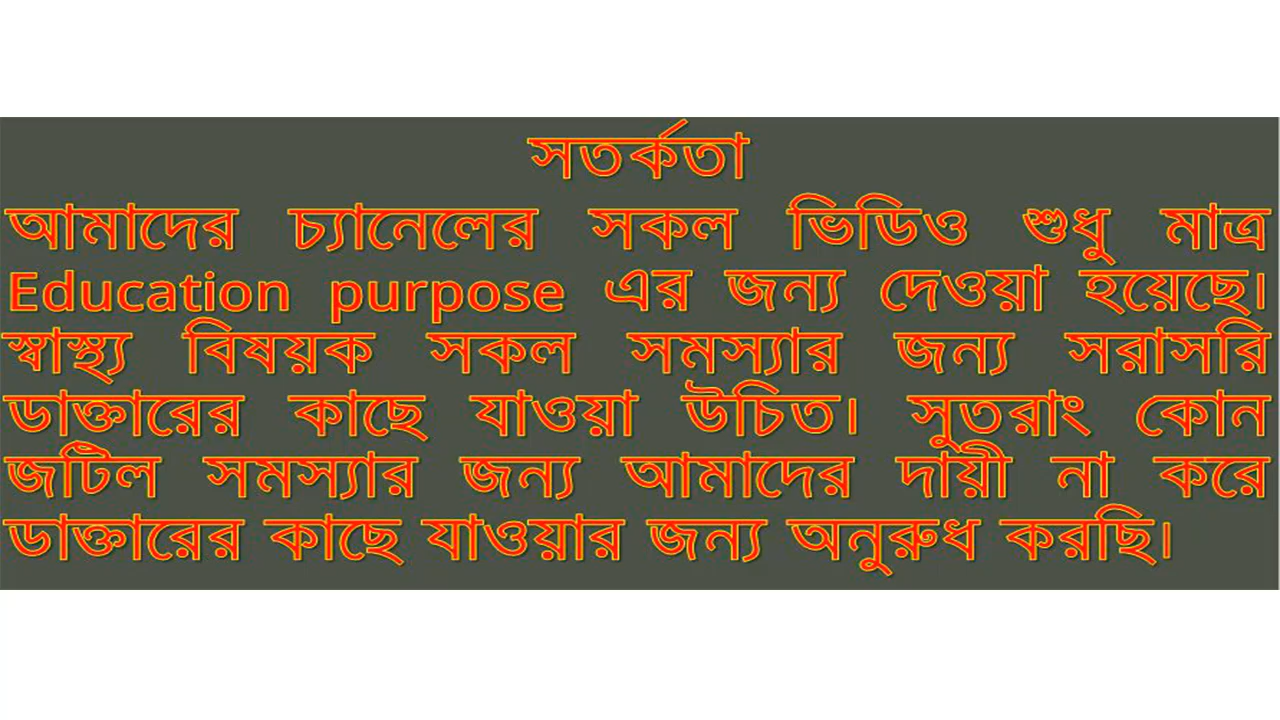 সতর্কতা
আমাদের চ্যানেলের সকল ভিডিও শুধু মাত্র
Education purpose এর জন্য দেওয়া হয়েছে।
স্বাস্থ্য বিষয়ক সকল সমস্যার জন্য সরাসরি
ডাক্তারের কাছে যাওয়া উচিত। সুতরাং কোন
জটিল সমস্যার জন্য আমাদের দায়ী না করে
ডাক্তারের কাছে যাওয়ার জন্য অনুরুধ করছি।